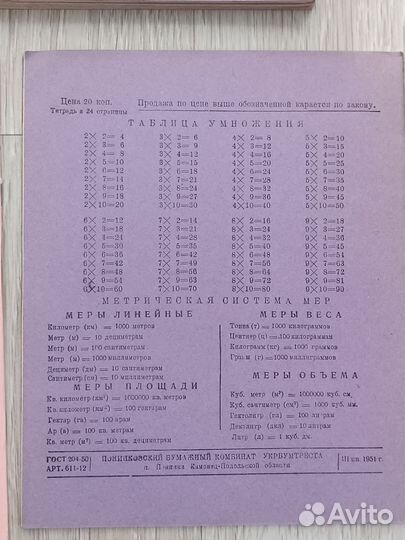 Цена 20 коп. Продажа по цене выше обозначенной карается по закону.
Тетрадь в 24 страницы
ТАБЛИЦА УМНОЖЕНИЯ
2× 2= 4 3× 2= 6 4× 2= 8 5× 2=10
2× 3= 6 3× 3= 9 4× 3=12 5× 3=15
2× 4= 8 3× 4=12 4× 4=16 5× 4=20
2× 5=10 3× 5=15 4× 5=20 5× 5=25
2× 6=12 3× 6=18 4× 6=24 5× 6=30
2× 7=14 3× 7=21 4× 7=28 5× 7=35
2× 8=16 3× 8=24 4× 8=32 5× 8=40
2× 9=18 3× 9=27 4× 9=36 5× 9=45
2×10=20 3×10=30 4×10=40 5×10=50
6× 2=12 7× 2=14 8× 2=16 9× 2=18
6× 3=18 7× 3=21 8× 3=24 9× 3=27
6× 4=24 7× 4=28 8× 4=32 9× 4=36
6× 5=30 7× 5=35 8× 5=40 9× 5=45
6× 6=36 7× 6=42 8× 6=48 9× 6=54
6× 7=42 7× 7=49 8× 7=56 9× 7=63
6× 8=48 7× 8=56 8× 8=64 9× 8=72
6× 9=54 7× 9=63 8× 9=72 9× 9=81
6×10=60 7×10=70 8×10=80 9×10=90
МЕТРИЧЕСКАЯ СИСТЕМА МЕР
МЕРЫ ЛИНЕЙНЫЕ
Километр (км) = 1000 метров
Метр (м) = 10 дециметрам
Метр (м) = 100 сантиметрам
Метр (м) = 1000 миллиметров
Дециметр (дм) = 10 сантиметрам
Сантиметр (см) = 10 миллиметрам
МЕРЫ ПЛОЩАДИ
Кв. километр (км²) = 1000000 кв. метров
Кв. километр (км²) = 100 гектарам
Гектар (га) = 100 арам
Ар (а) = 100 кв. метрам
Кв. метр (м²) = 100 кв. дециметрам
МЕРЫ ВЕСА
Тонна (т) = 1000 килограммов
Центнер (ц) = 100 килограммам
Килограмм (кг) = 1000 граммов
Грамм (г) = 1000 миллиграммов
МЕРЫ ОБЪЕМА
Куб. метр (м³) = 1000000 куб. см
Куб. сантиметр (см³) = 1000 куб. мм.
Гектолитр (гл) = 100 литрам
Декалитр (дкл) = 10 литрам
Литр (л) = 1 куб. дм.
ГОСТ 204-50
АРТ. 611-12
ПОНИНКОВСКИЙ БУМАЖНЫЙ КОМБИНАТ УКРБУМТРЕСТА
п. Понинка Каменец-Подольской области
III кв. 1951 г.
Avito